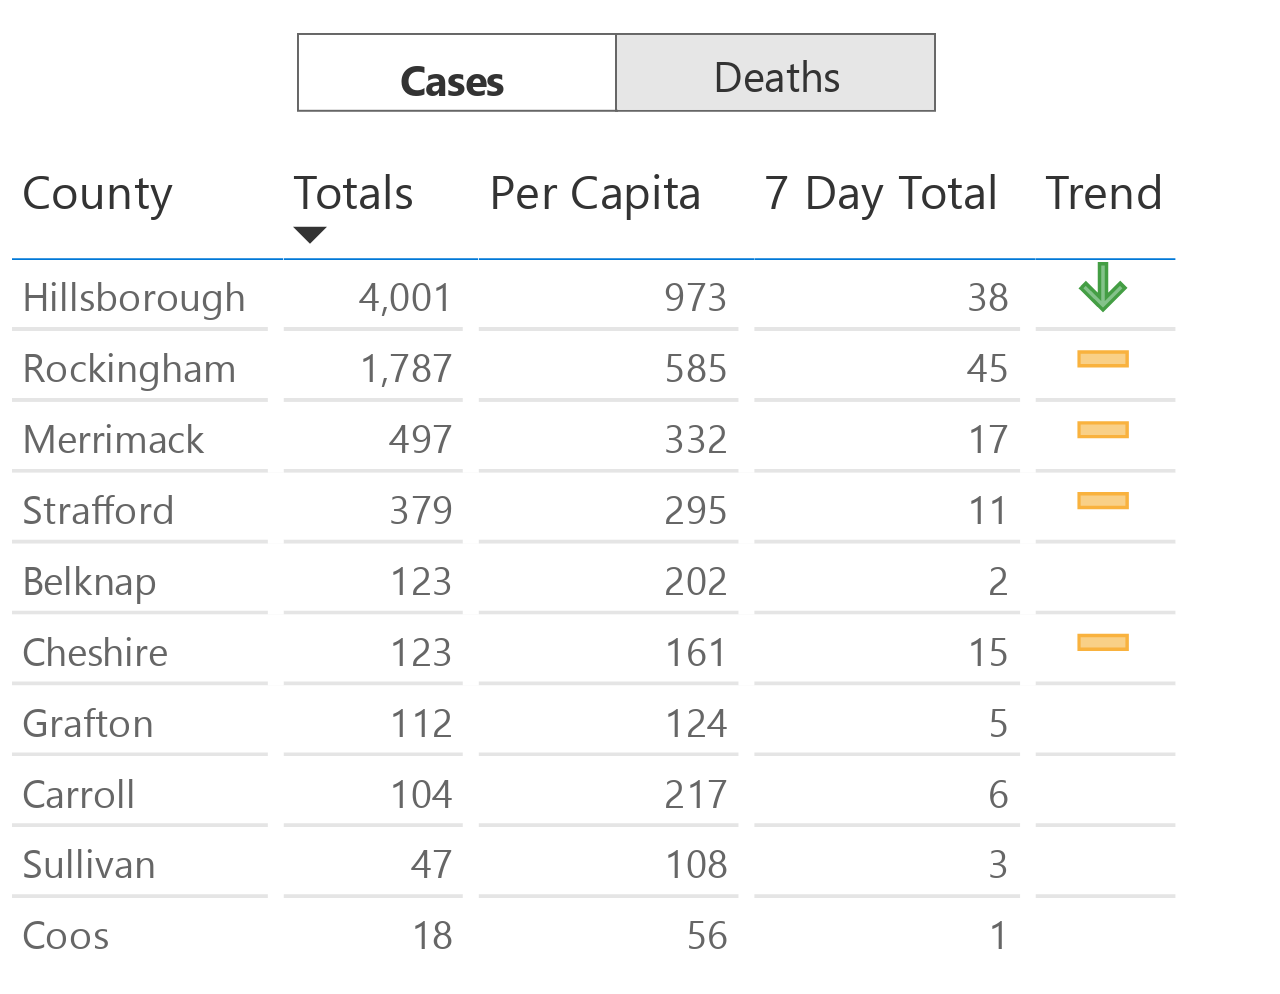 Cases Deaths
County Totals Per Capita 7 Day Total Trend
Hillsborough 4,001 973 38
Rockingham 1,787 585 45
Merrimack 497 332 17
Strafford 379 295 11
Belknap 123 202 2
Cheshire 123 161 15
Grafton 112 124 5
Carroll 104 217 6
Sullivan 47 108 3
Coos 18 56 1